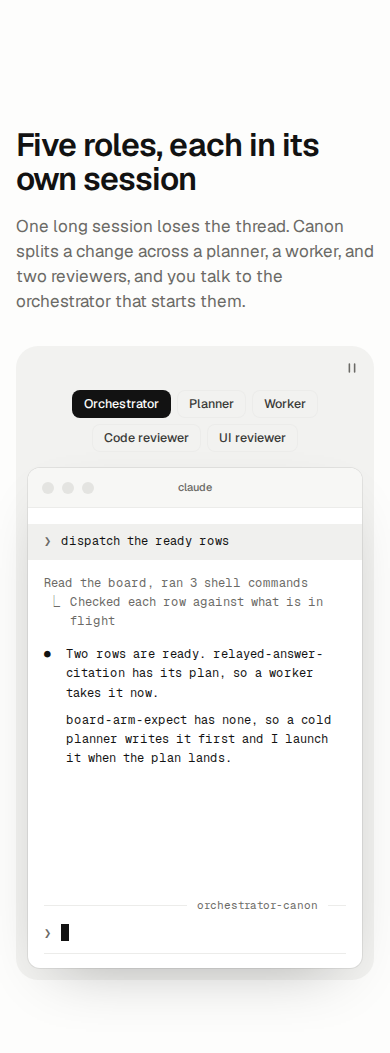 Five roles, each in its
own session
One long session loses the thread. Canon
splits a change across a planner, a worker, and
two reviewers, and you talk to the
orchestrator that starts them.
Orchestrator Planner Worker
Code reviewer UI reviewer
claude
❯ dispatch the ready rows
Read the board, ran 3 shell commands
⎿ Checked each row against what is in
flight
● Two rows are ready. relayed-answer-
citation has its plan, so a worker
takes it now.
board-arm-expect has none, so a cold
planner writes it first and I launch
it when the plan lands.
orchestrator-canon
❯